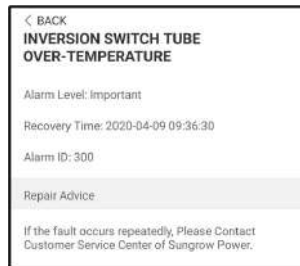 < BACK
INVERSION SWITCH TUBE
OVER-TEMPERATURE
Alarm Level: Important
Recovery Time: 2020-04-09 09:36:30
Alarm ID: 300
Repair Advice
If the fault occurs repeatedly, Please Contact
Customer Service Center of Sungrow Power.